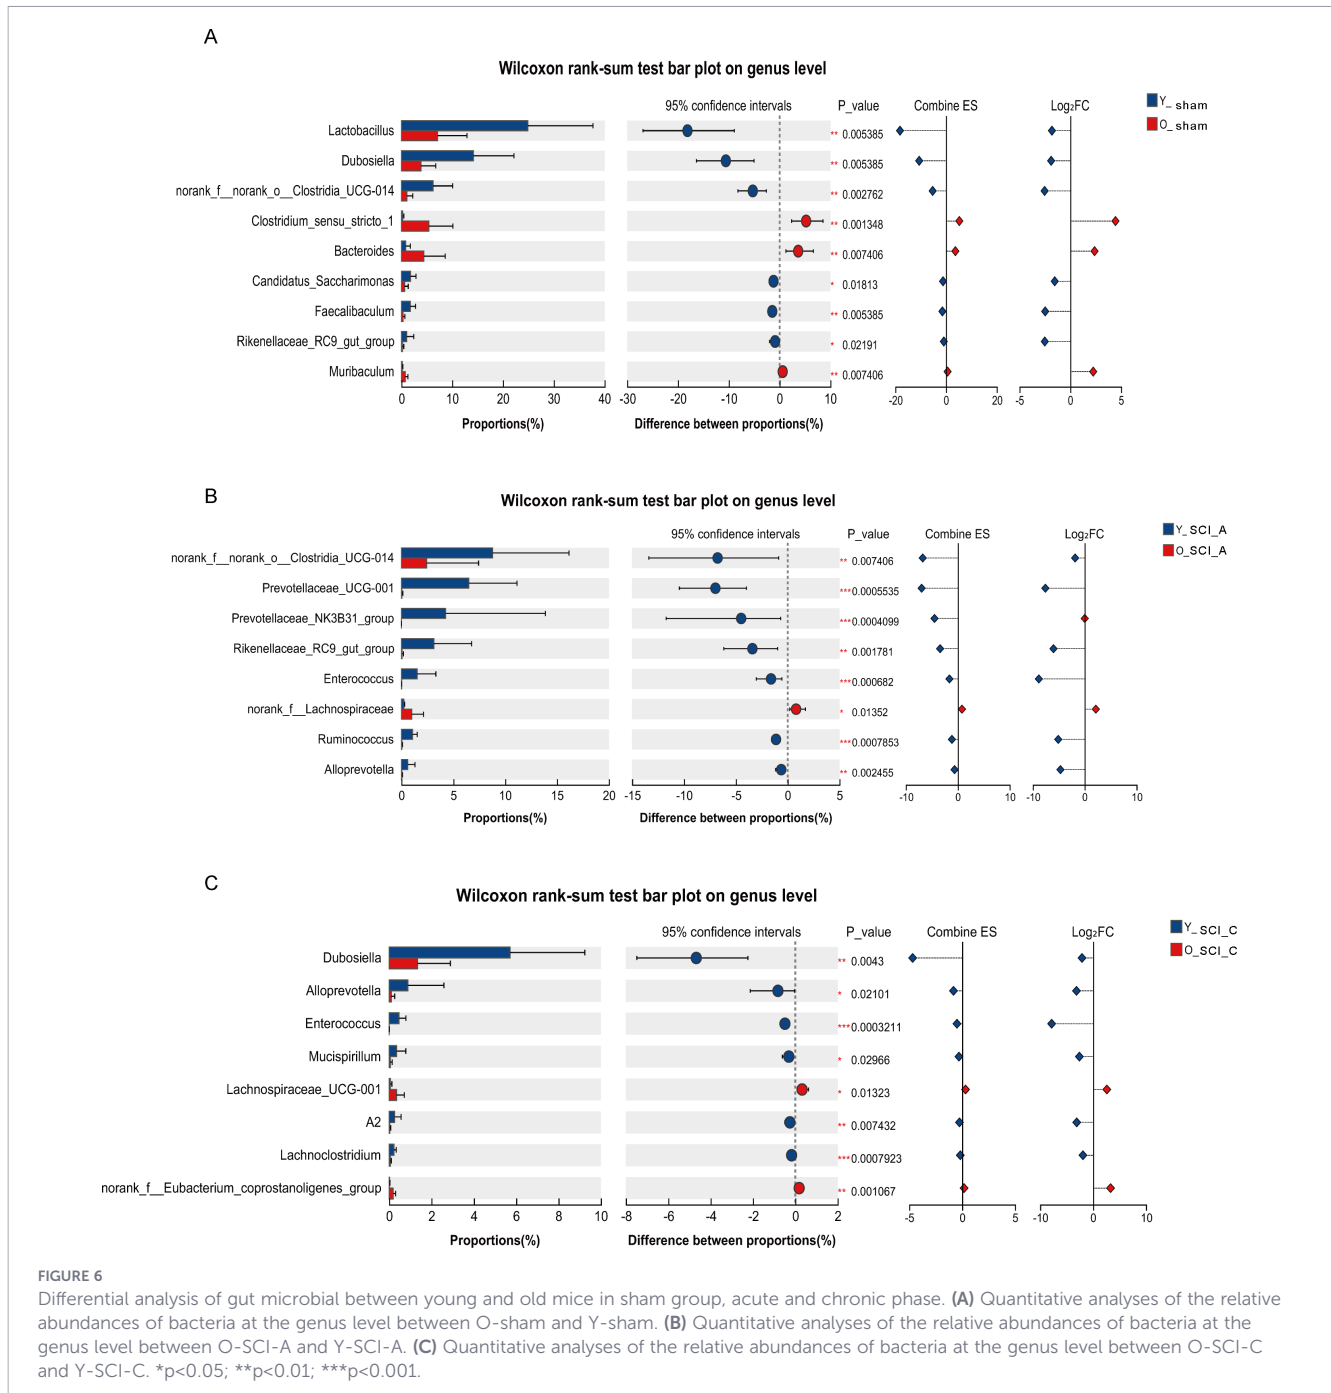 A
Wilcoxon rank-sum test bar plot on genus level
95% confidence intervals P_value Combine ES Log₂FC
Y_sham
O_sham
Lactobacillus ** 0.005385
Dubosiella ** 0.005385
norank_f__norank_o__Clostridia_UCG-014 ** 0.002762
Clostridium_sensu_stricto_1 ** 0.001348
Bacteroides ** 0.007406
Candidatus_Saccharimonas * 0.01813
Faecalibaculum ** 0.005385
Rikenellaceae_RC9_gut_group * 0.02191
Muribaculum ** 0.007406
0 10 20 30 40 -30 -20 -10 0 10 -20 0 20 -5 0 5
Proportions(%) Difference between proportions(%)
B
Wilcoxon rank-sum test bar plot on genus level
95% confidence intervals P_value Combine ES Log₂FC
Y_SCI_A
O_SCI_A
norank_f__norank_o__Clostridia_UCG-014 ** 0.007406
Prevotellaceae_UCG-001 *** 0.0005535
Prevotellaceae_NK3B31_group *** 0.0004099
Rikenellaceae_RC9_gut_group ** 0.001781
Enterococcus *** 0.000682
norank_f__Lachnospiraceae * 0.01352
Ruminococcus *** 0.0007853
Alloprevotella ** 0.002455
0 5 10 15 20 -15 -10 -5 0 5 -10 0 10 -10 0 10
Proportions(%) Difference between proportions(%)
C
Wilcoxon rank-sum test bar plot on genus level
95% confidence intervals P_value Combine ES Log₂FC
Y_SCI_C
O_SCI_C
Dubosiella ** 0.0043
Alloprevotella * 0.02101
Enterococcus *** 0.0003211
Mucispirillum * 0.02966
Lachnospiraceae_UCG-001 * 0.01323
A2 ** 0.007432
Lachnoclostridium *** 0.0007923
norank_f__Eubacterium_coprostanoligenes_group ** 0.001067
0 2 4 6 8 10 -8 -6 -4 -2 0 2 -5 0 5 -10 0 10
Proportions(%) Difference between proportions(%)
FIGURE 6
Differential analysis of gut microbial between young and old mice in sham group, acute and chronic phase. (A) Quantitative analyses of the relative
abundances of bacteria at the genus level between O-sham and Y-sham. (B) Quantitative analyses of the relative abundances of bacteria at the
genus level between O-SCI-A and Y-SCI-A. (C) Quantitative analyses of the relative abundances of bacteria at the genus level between O-SCI-C
and Y-SCI-C. *p<0.05; **p<0.01; ***p<0.001.